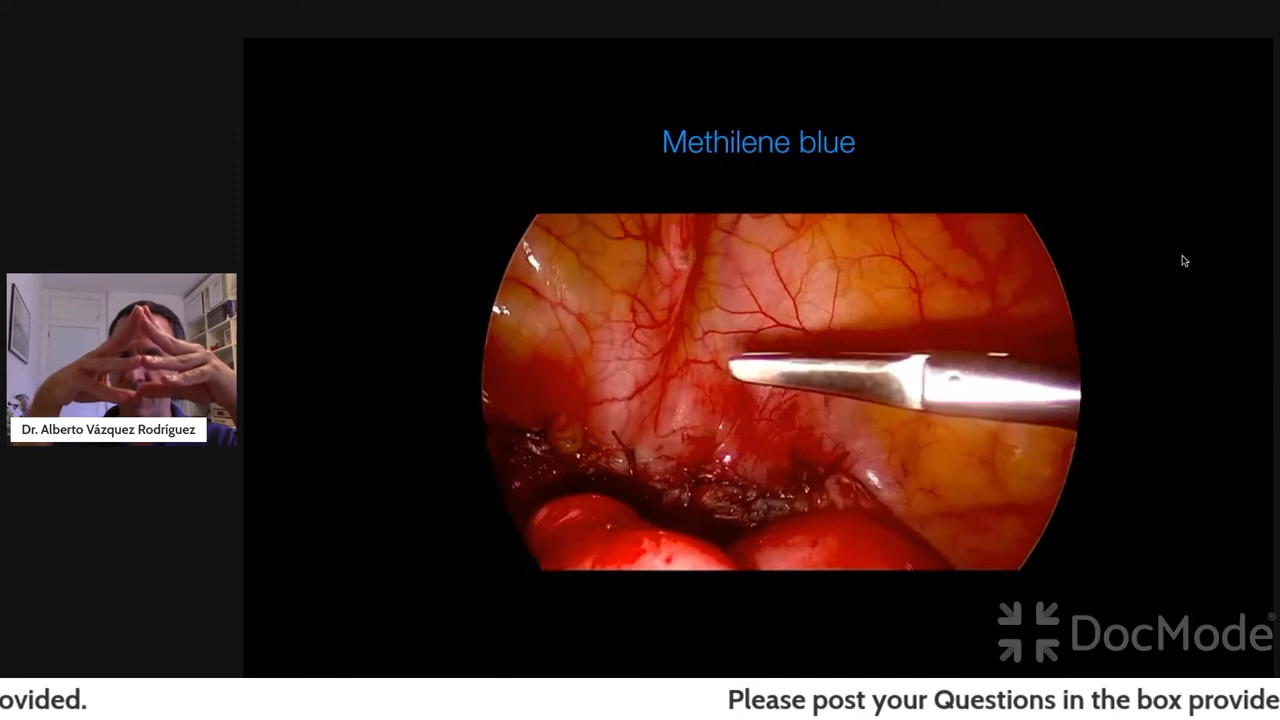 Methilene blue
Dr. Alberto Vázquez Rodríguez
DocMode®
ovided. Please post your Questions in the box provide